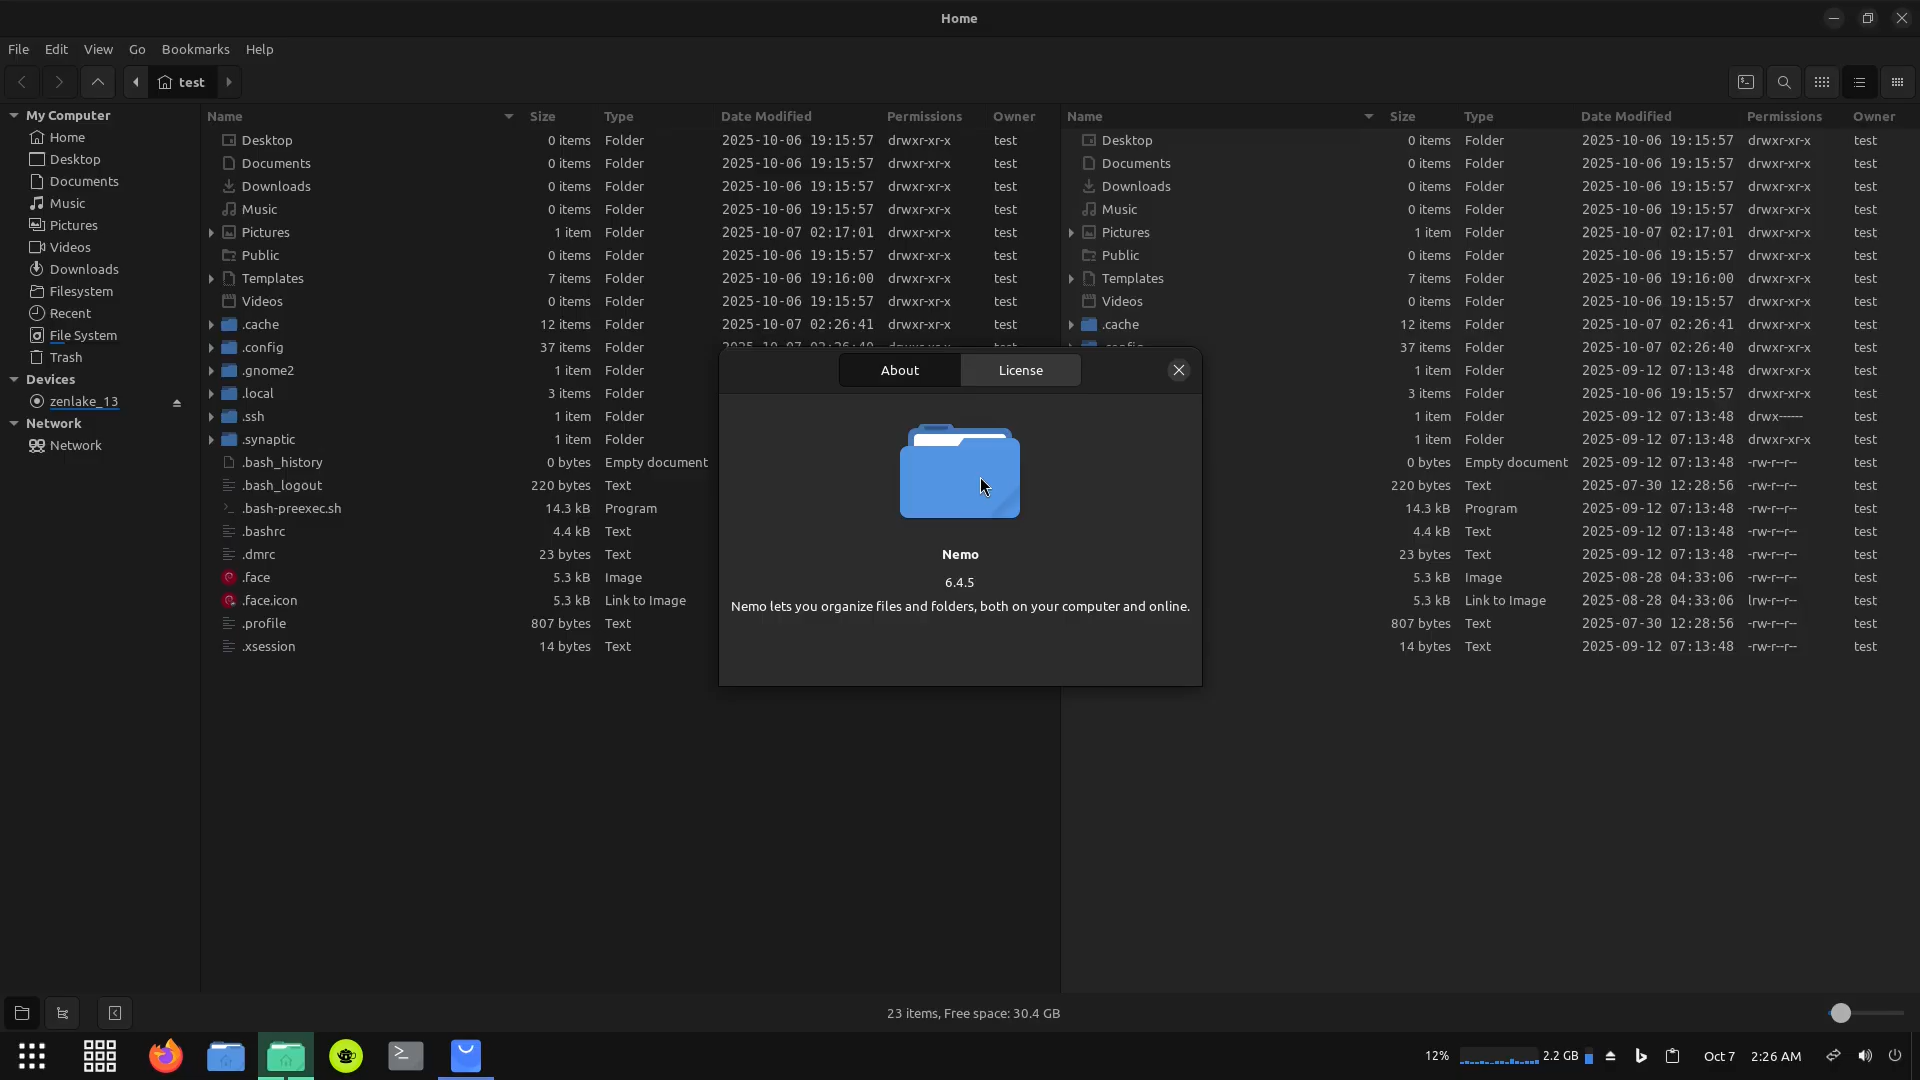 Home
File Edit View Go Bookmarks Help
test
My Computer
Home
Desktop
Documents
Music
Pictures
Videos
Downloads
Filesystem
Recent
File System
Trash
Devices
zenlake_13
Network
Network
Name Size Type Date Modified Permissions Owner
Desktop 0 items Folder 2025-10-06 19:15:57 drwxr-xr-x test
Documents 0 items Folder 2025-10-06 19:15:57 drwxr-xr-x test
Downloads 0 items Folder 2025-10-06 19:15:57 drwxr-xr-x test
Music 0 items Folder 2025-10-06 19:15:57 drwxr-xr-x test
Pictures 1 item Folder 2025-10-07 02:17:01 drwxr-xr-x test
Public 0 items Folder 2025-10-06 19:15:57 drwxr-xr-x test
Templates 7 items Folder 2025-10-06 19:16:00 drwxr-xr-x test
Videos 0 items Folder 2025-10-06 19:15:57 drwxr-xr-x test
.cache 12 items Folder 2025-10-07 02:26:41 drwxr-xr-x test
.config 37 items Folder
.gnome2 1 item Folder
.local 3 items Folder
.ssh 1 item Folder
.synaptic 1 item Folder
.bash_history 0 bytes Empty document
.bash_logout 220 bytes Text
.bash-preexec.sh 14.3 kB Program
.bashrc 4.4 kB Text
.dmrc 23 bytes Text
.face 5.3 kB Image
.face.icon 5.3 kB Link to Image
.profile 807 bytes Text
.xsession 14 bytes Text
Name Size Type Date Modified Permissions Owner
Desktop 0 items Folder 2025-10-06 19:15:57 drwxr-xr-x test
Documents 0 items Folder 2025-10-06 19:15:57 drwxr-xr-x test
Downloads 0 items Folder 2025-10-06 19:15:57 drwxr-xr-x test
Music 0 items Folder 2025-10-06 19:15:57 drwxr-xr-x test
Pictures 1 item Folder 2025-10-07 02:17:01 drwxr-xr-x test
Public 0 items Folder 2025-10-06 19:15:57 drwxr-xr-x test
Templates 7 items Folder 2025-10-06 19:16:00 drwxr-xr-x test
Videos 0 items Folder 2025-10-06 19:15:57 drwxr-xr-x test
.cache 12 items Folder 2025-10-07 02:26:41 drwxr-xr-x test
37 items Folder 2025-10-07 02:26:40 drwxr-xr-x test
1 item Folder 2025-09-12 07:13:48 drwxr-xr-x test
3 items Folder 2025-09-12 07:13:48 drwxr-xr-x test
1 item Folder 2025-09-12 07:13:48 drwx------ test
1 item Folder 2025-09-12 07:13:48 drwxr-xr-x test
0 bytes Empty document 2025-09-12 07:13:48 -rw-r--r-- test
220 bytes Text 2025-07-30 12:28:56 -rw-r--r-- test
14.3 kB Program 2025-09-12 07:13:48 -rw-r--r-- test
4.4 kB Text 2025-09-12 07:13:48 -rw-r--r-- test
23 bytes Text 2025-09-12 07:13:48 -rw-r--r-- test
5.3 kB Image 2025-08-28 04:33:06 -rw-r--r-- test
5.3 kB Link to Image 2025-08-28 04:33:06 lrw-r--r-- test
807 bytes Text 2025-07-30 12:28:56 -rw-r--r-- test
14 bytes Text 2025-09-12 07:13:48 -rw-r--r-- test
About License
Nemo
6.4.5
Nemo lets you organize files and folders, both on your computer and online.
23 items, Free space: 30.4 GB
12% 2.2 GB Oct 7 2:26 AM